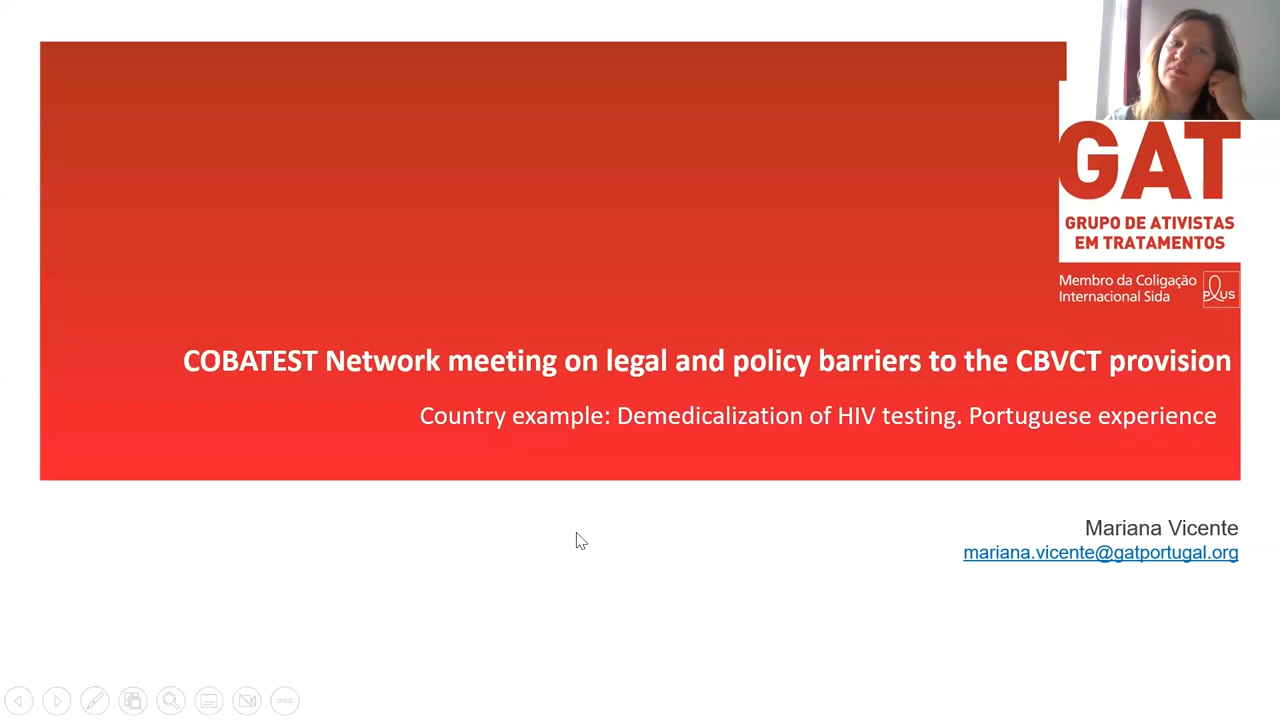 GAT
GRUPO DE ATIVISTAS
EM TRATAMENTOS
Membro da Coligação
Internacional Sida
PLUS
COBATEST Network meeting on legal and policy barriers to the CBVCT provision
Country example: Demedicalization of HIV testing. Portuguese experience
Mariana Vicente
mariana.vicente@gatportugal.org